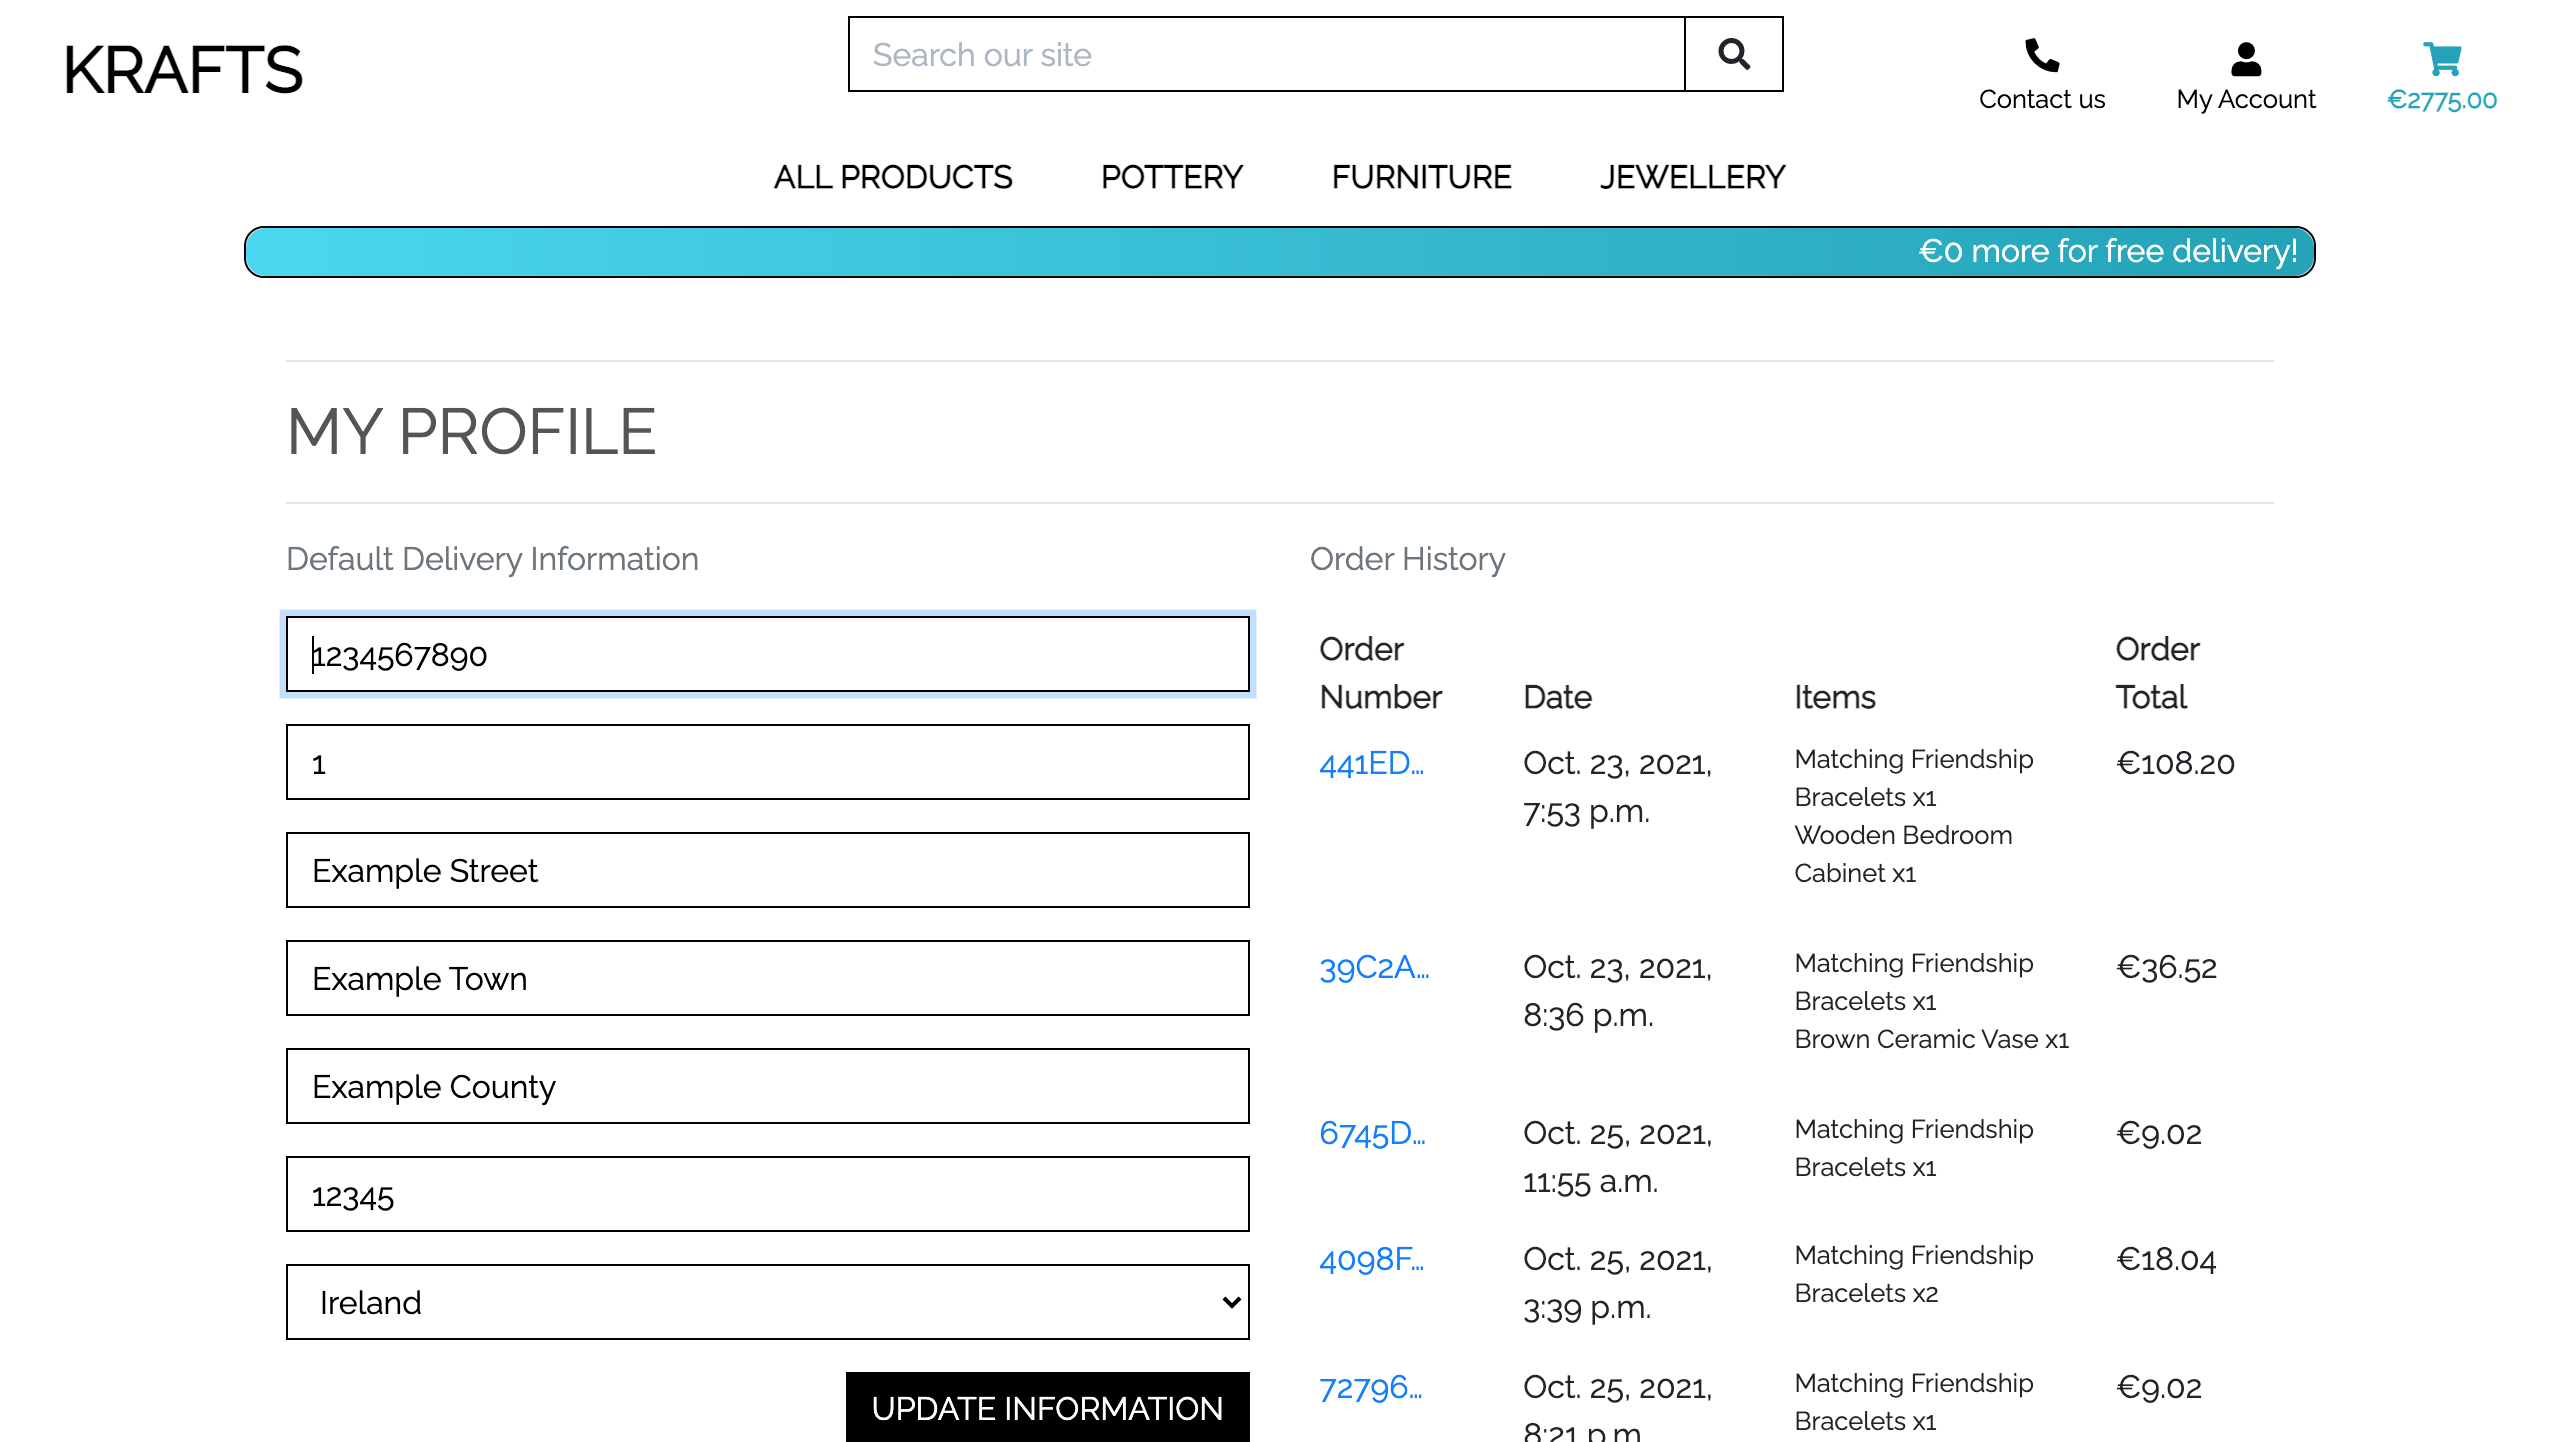 KRAFTS
Search our site
Contact us
My Account
€2775.00
ALL PRODUCTS
POTTERY
FURNITURE
JEWELLERY
€0 more for free delivery!
MY PROFILE
Default Delivery Information
1234567890
1
Example Street
Example Town
Example County
12345
Ireland
UPDATE INFORMATION
Order History
Order
Number
Date
Items
Order
Total
441ED...
Oct. 23, 2021,
7:53 p.m.
Matching Friendship
Bracelets x1
Wooden Bedroom
Cabinet x1
€108.20
39C2A...
Oct. 23, 2021,
8:36 p.m.
Matching Friendship
Bracelets x1
Brown Ceramic Vase x1
€36.52
6745D...
Oct. 25, 2021,
11:55 a.m.
Matching Friendship
Bracelets x1
€9.02
4098F...
Oct. 25, 2021,
3:39 p.m.
Matching Friendship
Bracelets x2
€18.04
72796...
Oct. 25, 2021,
8:21 p.m.
Matching Friendship
Bracelets x1
€9.02